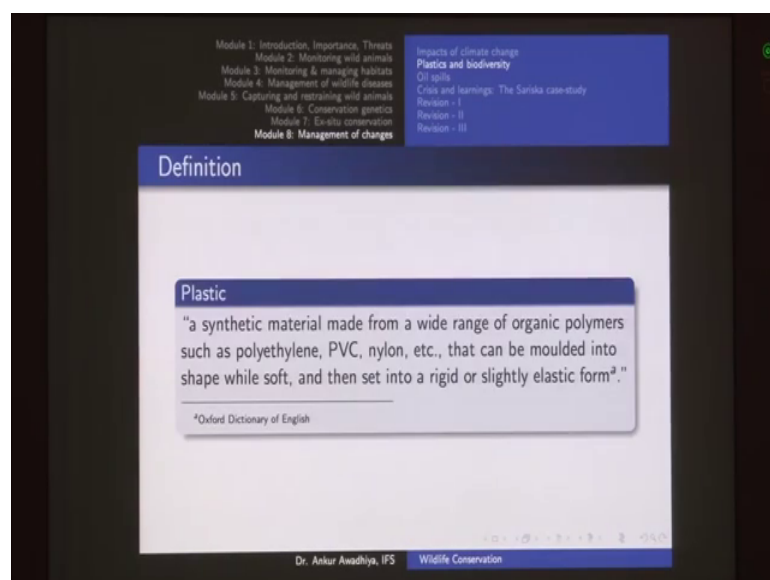 Module 1: Introduction, Importance, Threats
Module 2: Monitoring wild animals
Module 3: Monitoring & managing habitats
Module 4: Management of wildlife diseases
Module 5: Capturing and restraining wild animals
Module 6: Conservation genetics
Module 7: Ex-situ conservation
Module 8: Management of changes
Impacts of climate change
Plastics and biodiversity
Oil spills
Crisis and learnings: The Sariska case-study
Revision - I
Revision - II
Revision - III
Definition
Plastic
"a synthetic material made from a wide range of organic polymers
such as polyethylene, PVC, nylon, etc., that can be moulded into
shape while soft, and then set into a rigid or slightly elastic formª."
ªOxford Dictionary of English
Dr. Ankur Awadhiya, IFS
Wildlife Conservation